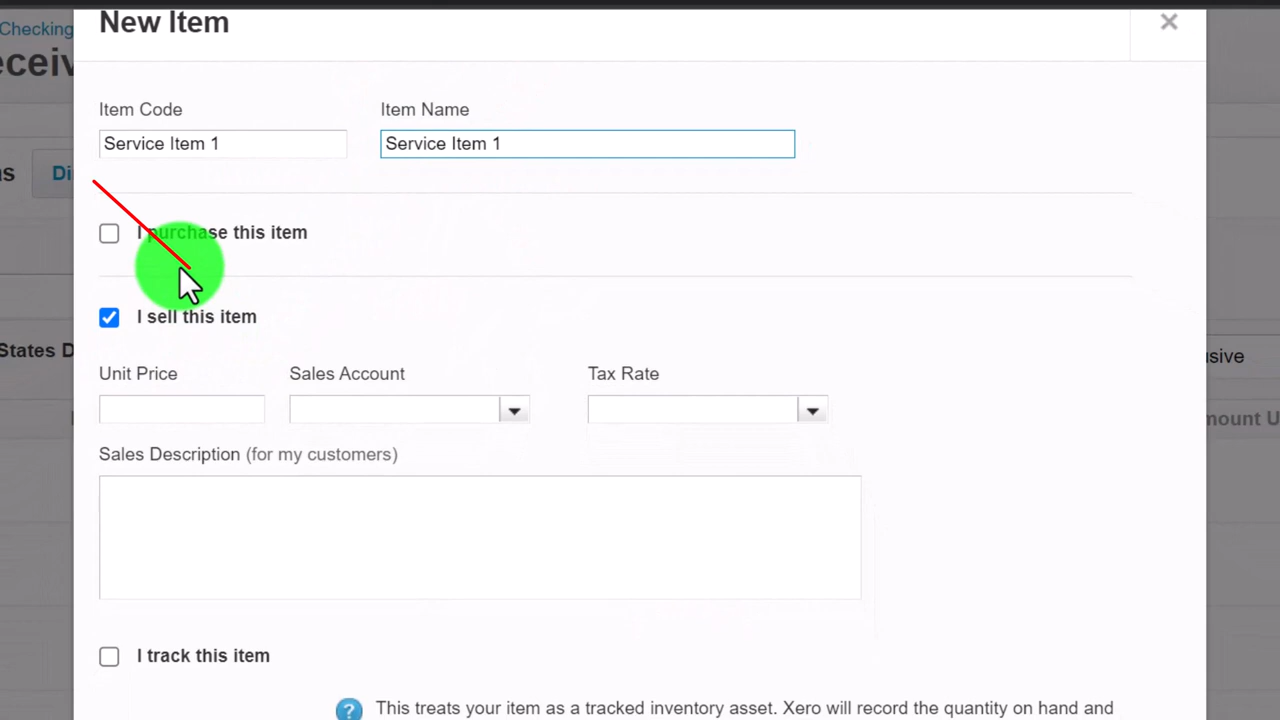 Checking
New Item
Item Code
Item Name
Service Item 1
Service Item 1
Di
I purchase this item
I sell this item
States D
Unit Price
Sales Account
Tax Rate
Sales Description (for my customers)
I track this item
This treats your item as a tracked inventory asset. Xero will record the quantity on hand and